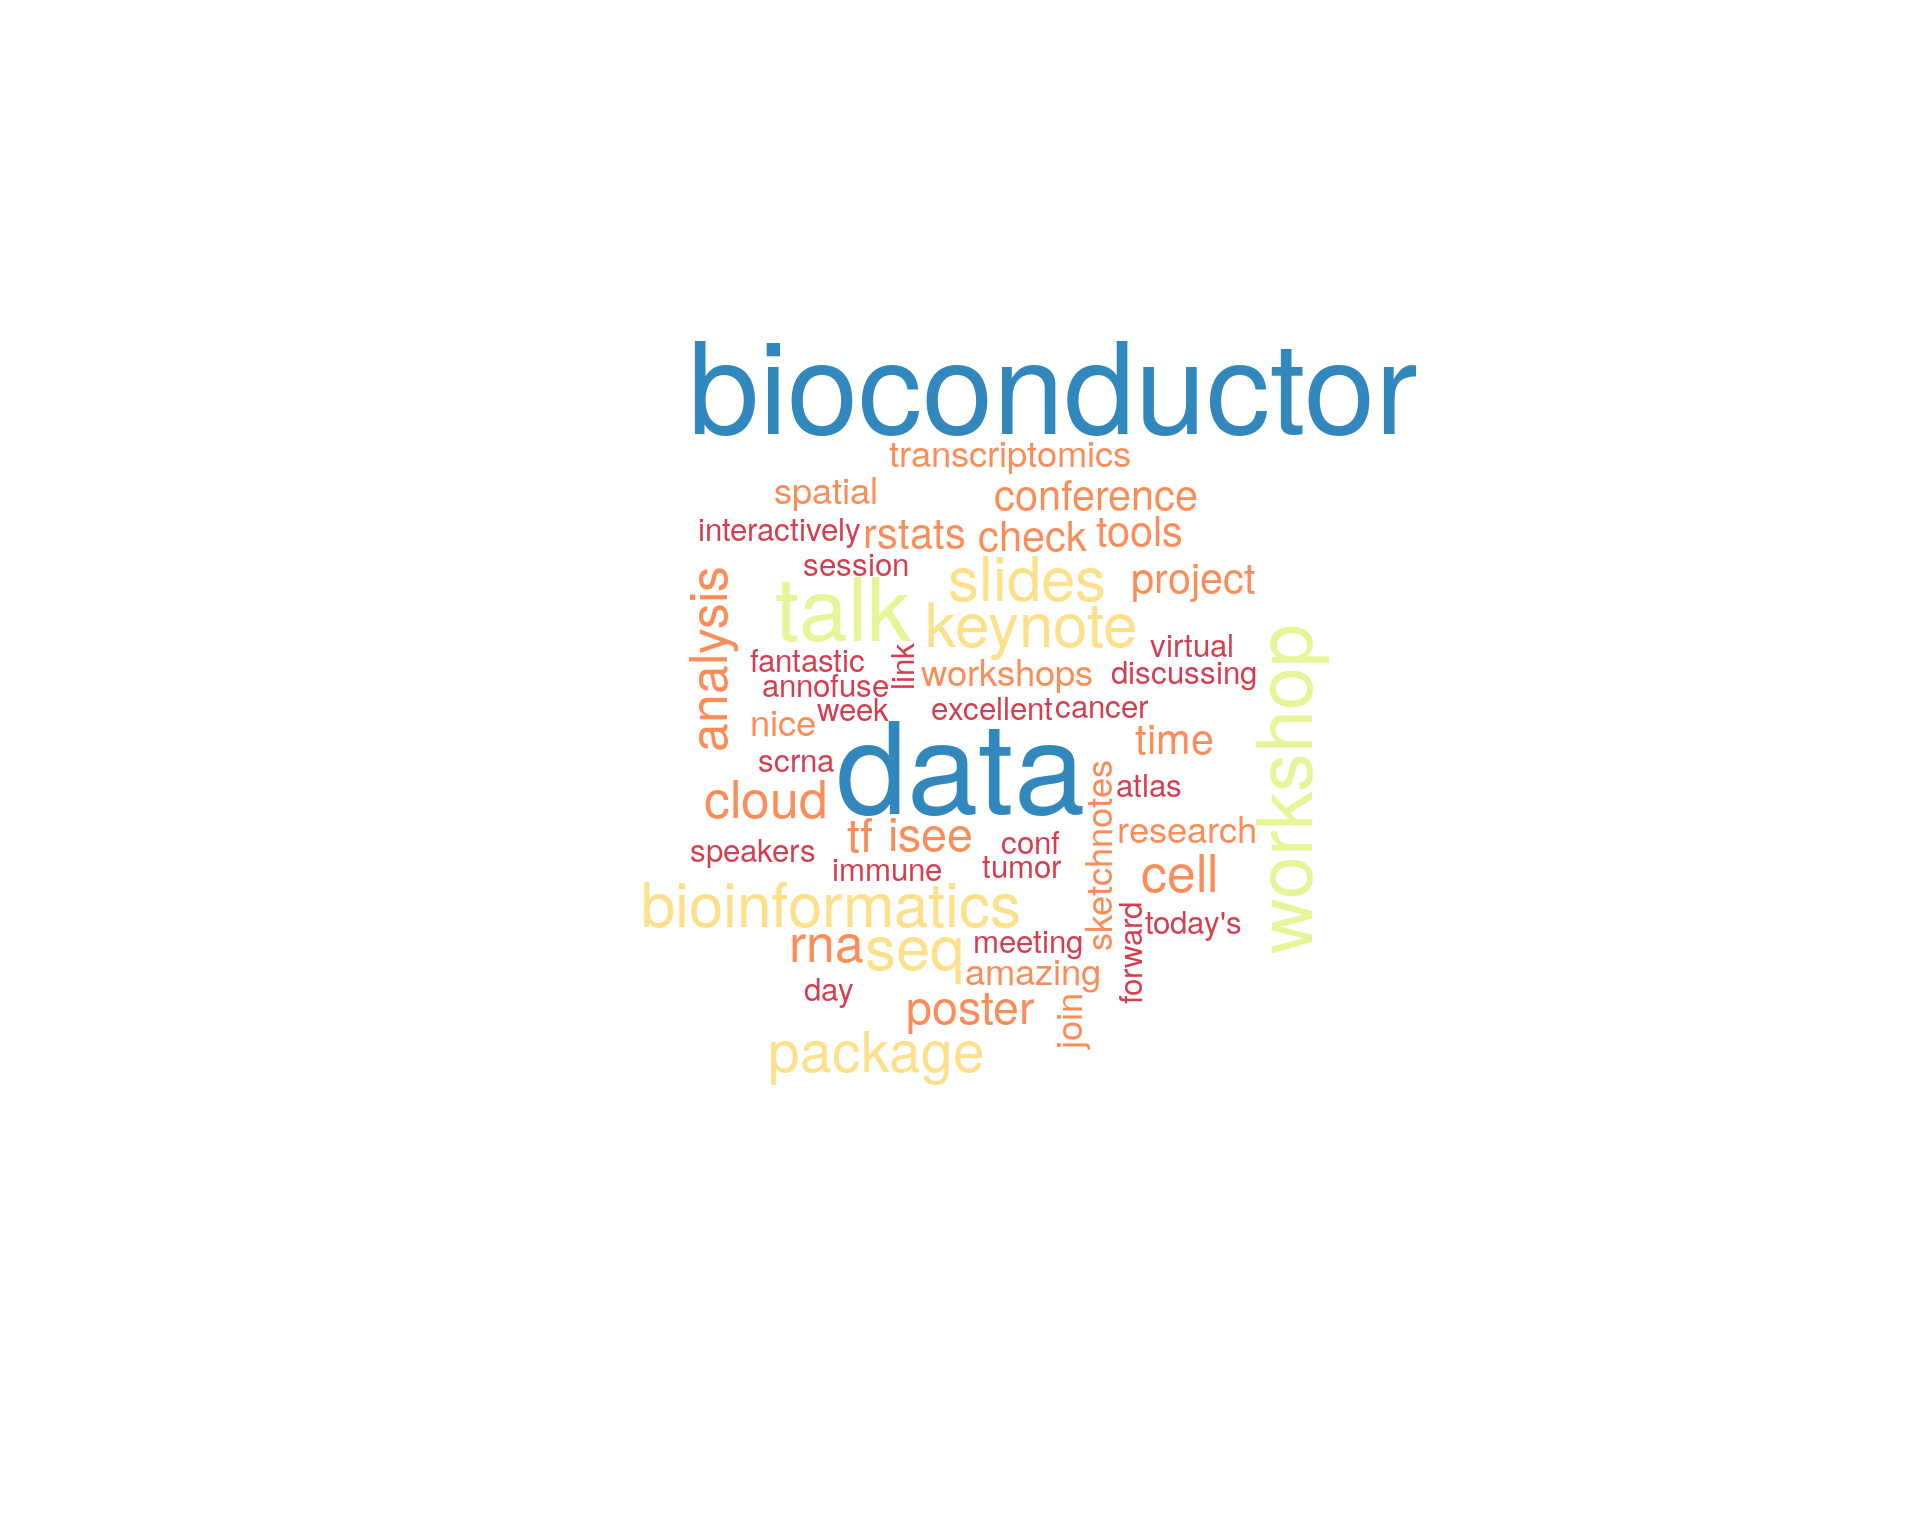 bioconductor
transcriptomics
spatial
conference
interactively
rstats
check
tools
session
slides
project
talk
keynote
analysis
virtual
fantastic
link
workshops
discussing
annofuse
week
excellent
cancer
nice
data
time
workshop
scrna
atlas
cloud
sketchnotes
tf
isee
conf
research
speakers
immune
tumor
cell
bioinformatics
today's
rna
seq
meeting
forward
amazing
day
poster
join
package